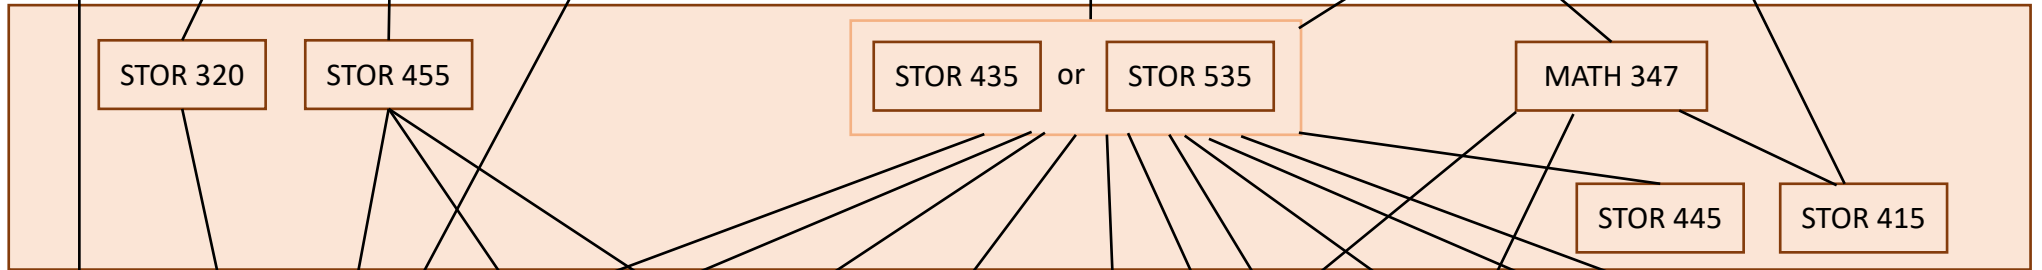 STOR 320
STOR 455
STOR 435 or STOR 535
MATH 347
STOR 445
STOR 415